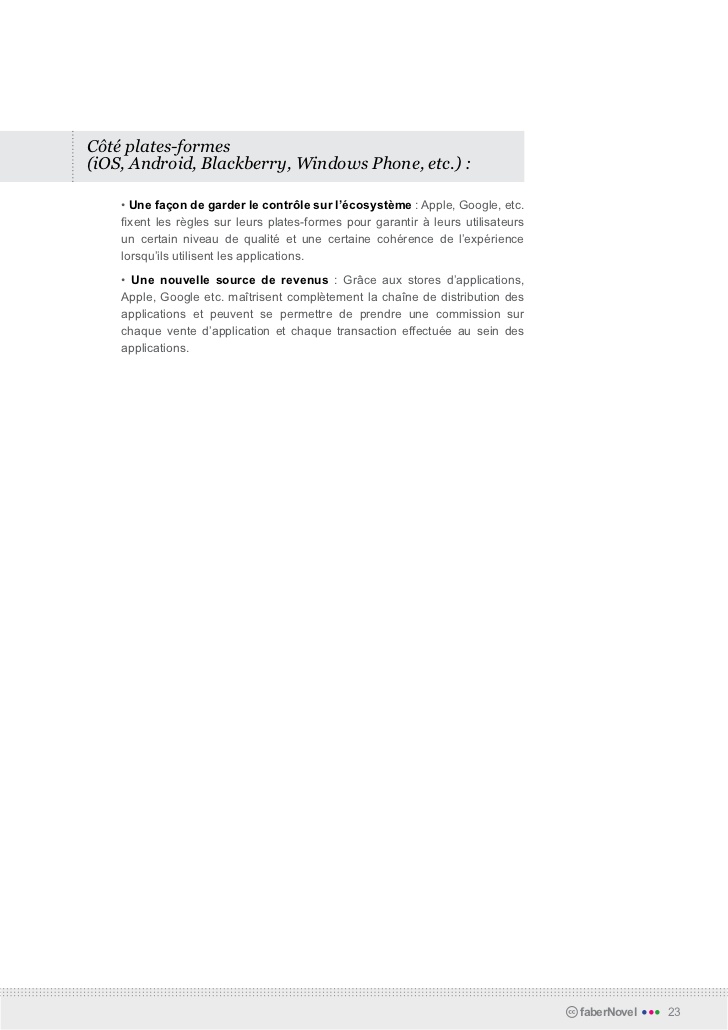 Côté plates-formes
(iOS, Android, Blackberry, Windows Phone, etc.) :
• Une façon de garder le contrôle sur l’écosystème : Apple, Google, etc.
fixent les règles sur leurs plates-formes pour garantir à leurs utilisateurs
un certain niveau de qualité et une certaine cohérence de l’expérience
lorsqu’ils utilisent les applications.
• Une nouvelle source de revenus : Grâce aux stores d’applications,
Apple, Google etc. maîtrisent complètement la chaîne de distribution des
applications et peuvent se permettre de prendre une commission sur
chaque vente d’application et chaque transaction effectuée au sein des
applications.
cc faberNovel ••• 23